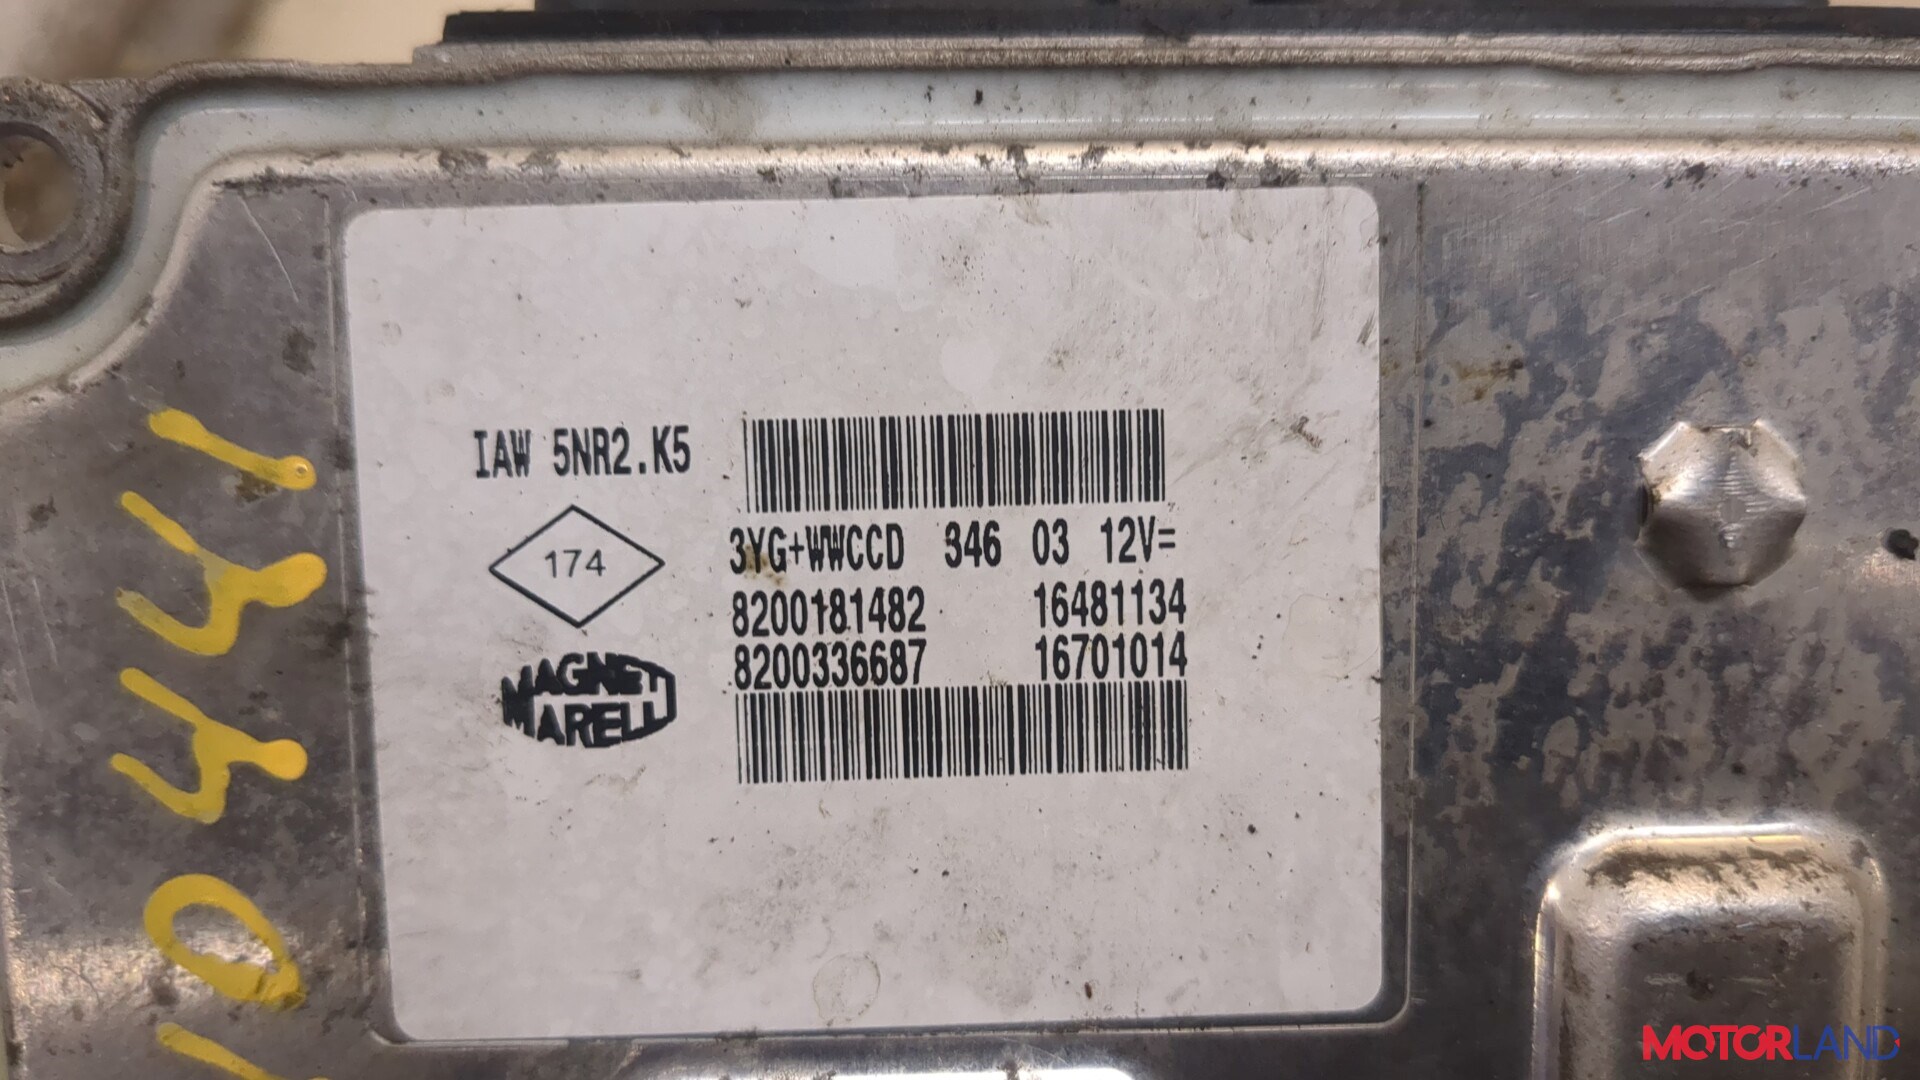 IAW 5NR2.K5
174
MAGNETI
MARELLI
3YG+WWCCD 346 03 12V=
8200181482 16481134
8200336687 16701014
MOTORLAND